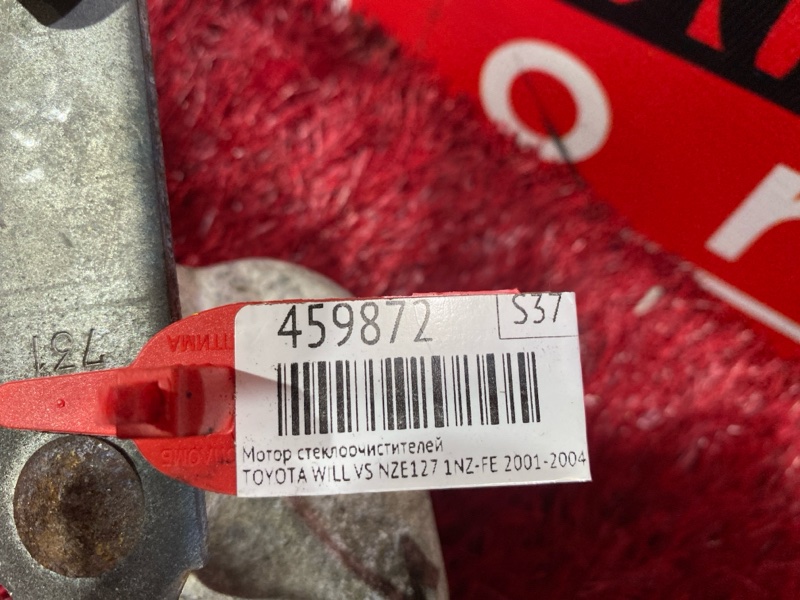 459872
S37
Мотор стеклоочистителей
TOYOTA WILL VS NZE127 1NZ-FE 2001-2004
731